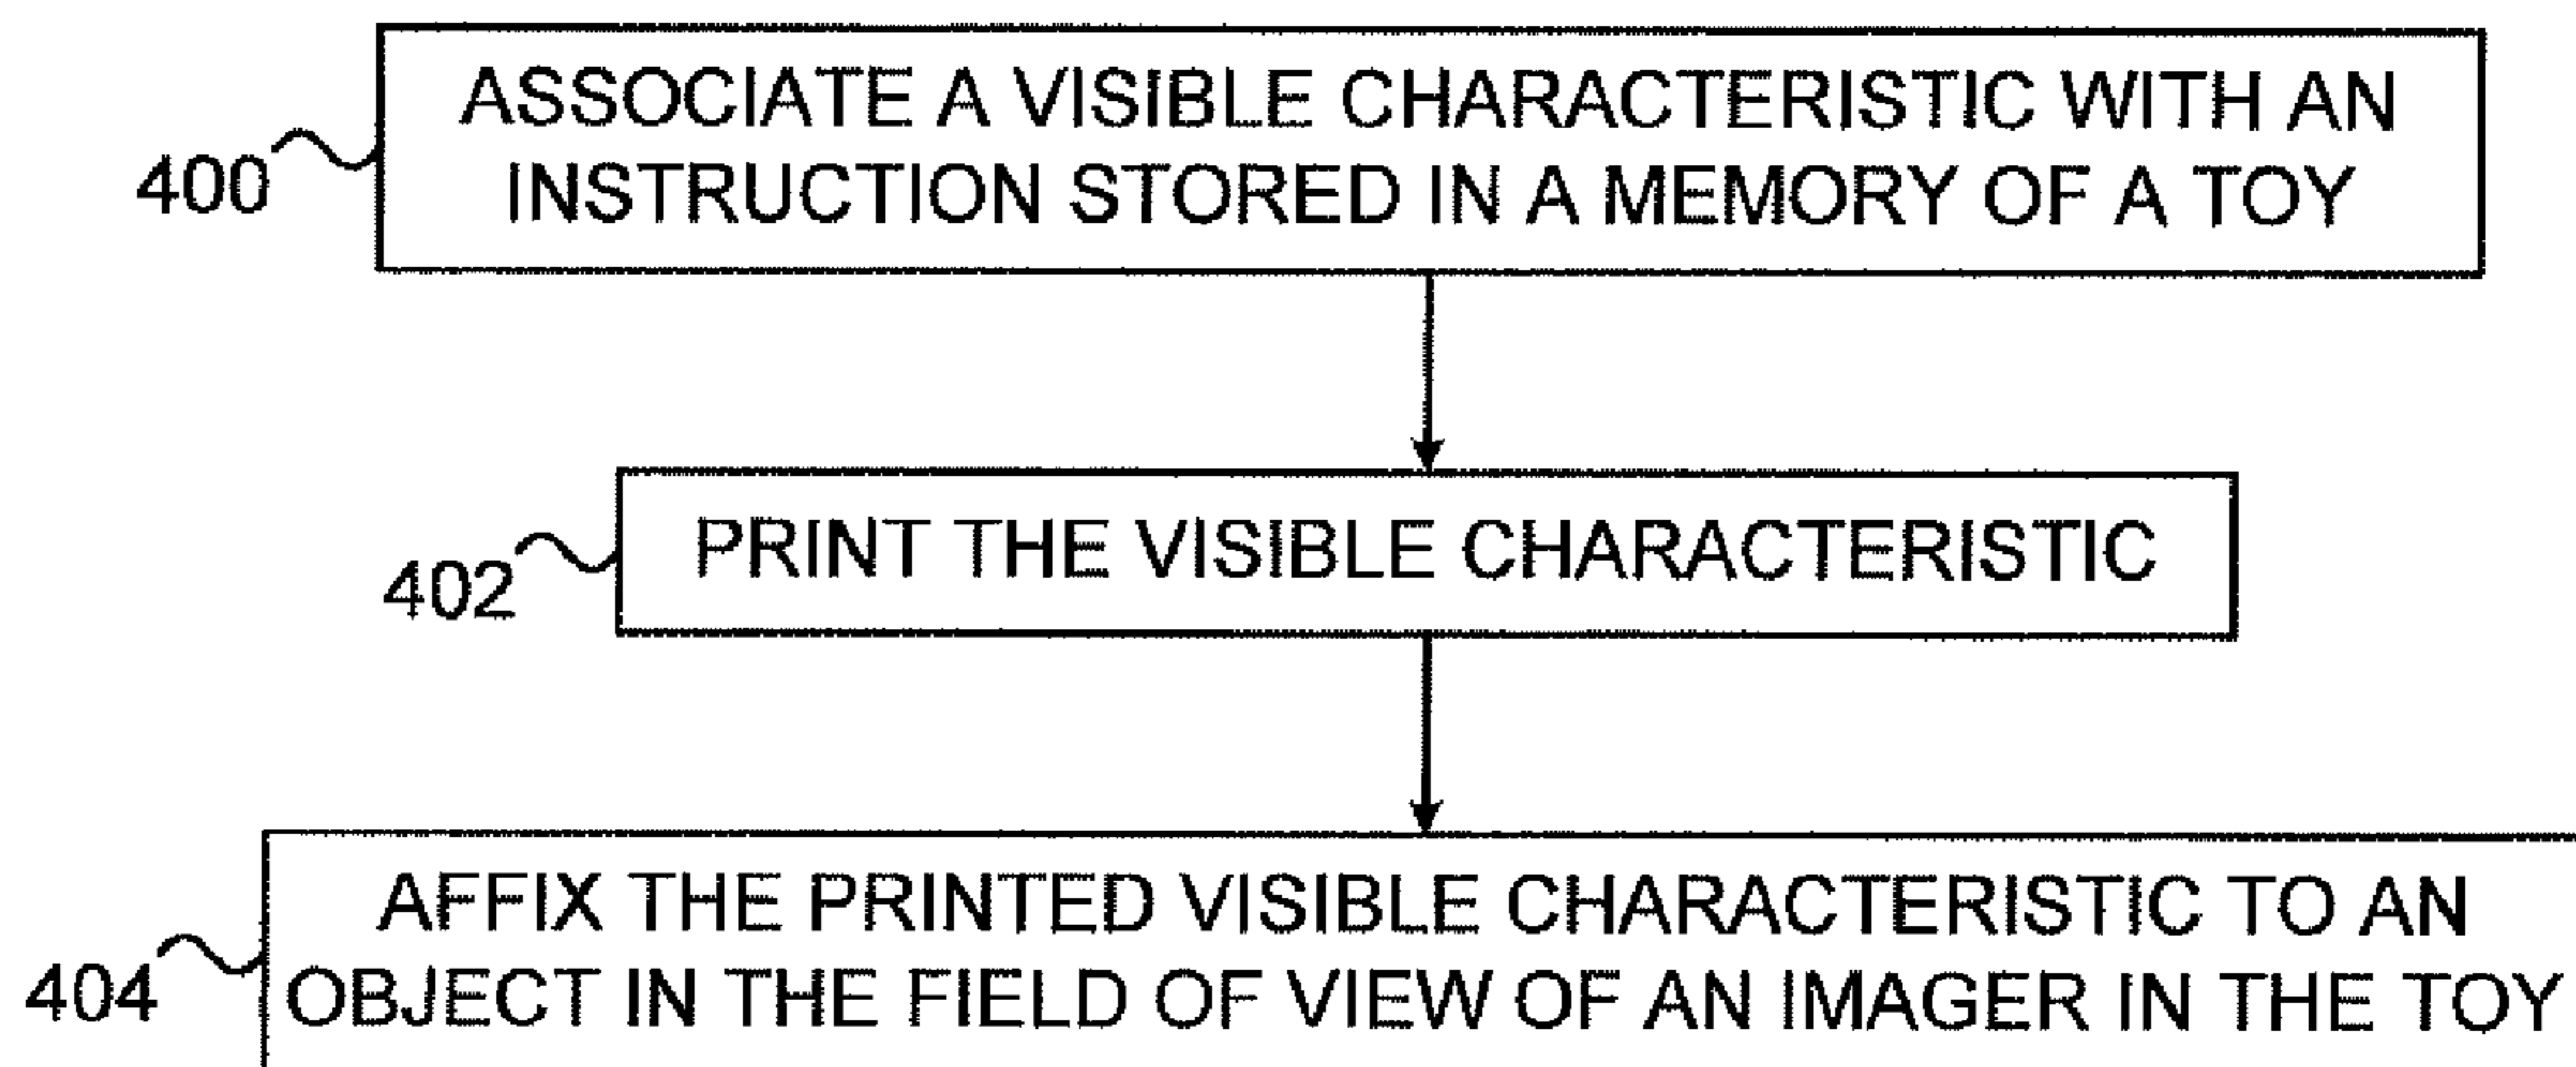 ASSOCIATE A VISIBLE CHARACTERISTIC WITH AN
400
INSTRUCTION STORED IN A MEMORY OF A TOY
PRINT THE VISIBLE CHARACTERISTIC
402
AFFIX THE PRINTED VISIBLE CHARACTERISTIC TO AN
404
OBJECT IN THE FIELD OF VIEW OF AN IMAGER IN THE TOY